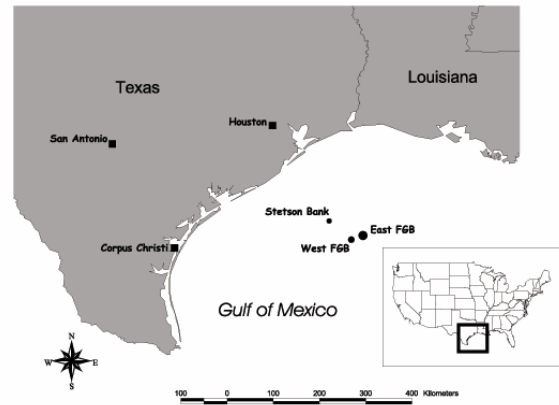 Texas
Louisiana
Houston
San Antonio
Stetson Bank
East FGB
West FGB
Corpus Christi
Gulf of Mexico
N
W E
S
100 0 100 200 300 400 Kilometers